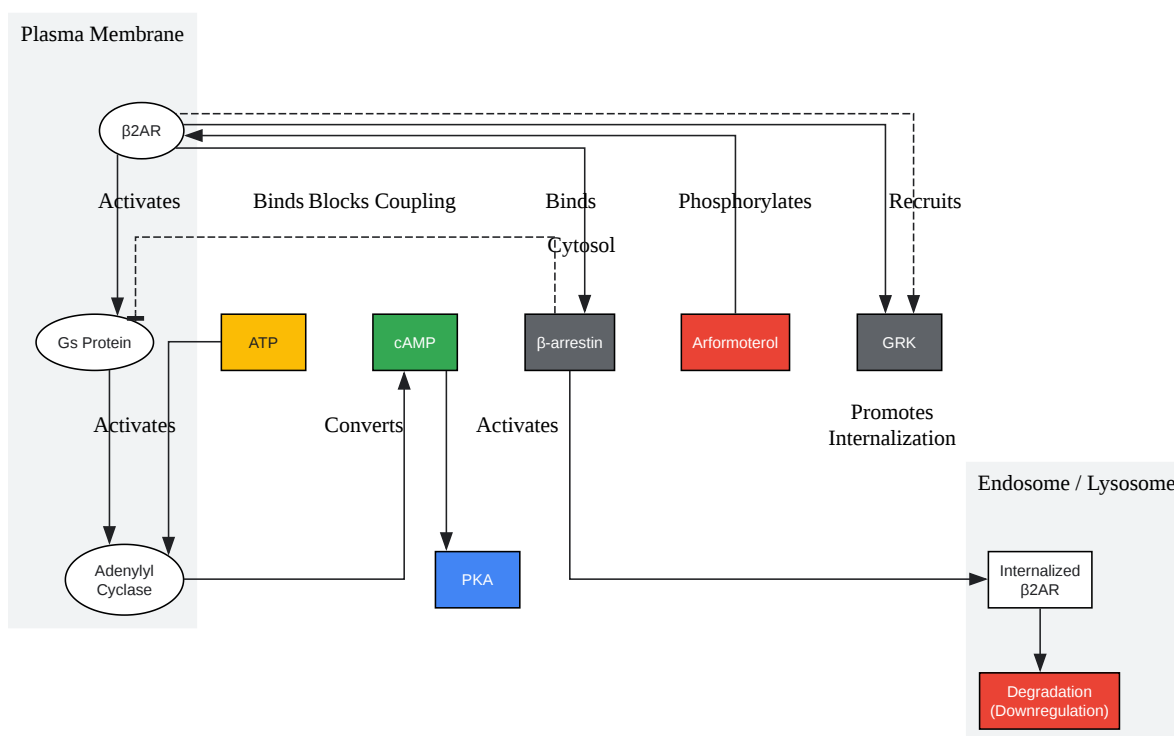 Plasma Membrane
β2AR
Activates
Binds
Blocks Coupling
Binds
Phosphorylates
Recruits
Cytosol
Gs Protein
ATP
cAMP
β-arrestin
Arformoterol
GRK
Activates
Converts
Activates
Promotes
Internalization
Endosome / Lysosome
Adenylyl
Cyclase
PKA
Internalized
β2AR
Degradation
(Downregulation)